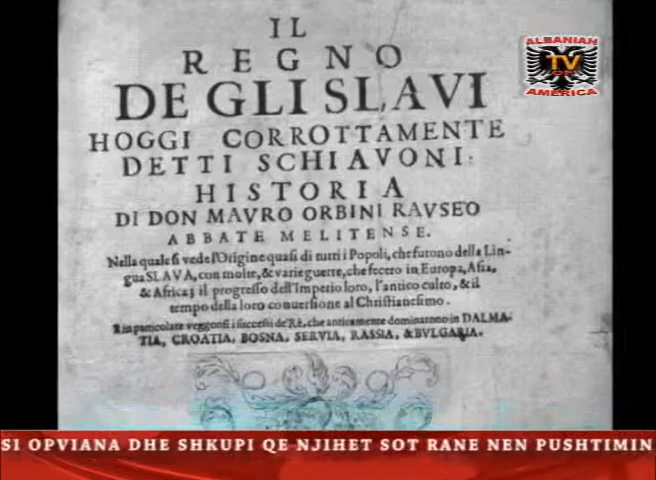 IL
REGNO
DE GLI SLAVI
HOGGI CORROTTAMENTE
DETTI SCHIAVONI.
HISTORIA
DI DON MAVRO ORBINI RAVSEO
ABBATE MELITENSE.
Nella quale si vede l'Origine quasi di tutti i Popoli, che furono della Lin-
gua SLAVA, con molte, & varie guerre, che fecero in Europa, Asia,
& Africa; il progresso dell'Imperio loro, l'antico culto, & il
tempo della loro conuersione al Christianesimo.
E in particolare veggonsi i successi de'Rè, che anticamente dominarono in DALMA-
TIA, CROATIA, BOSNA, SERVIA, RASSIA, & BVLGARIA.
ALBANIAN
TV
OF
AMERICA
SI OPVIANA DHE SHKUPI QE NJIHET SOT RANE NEN PUSHTIMIN